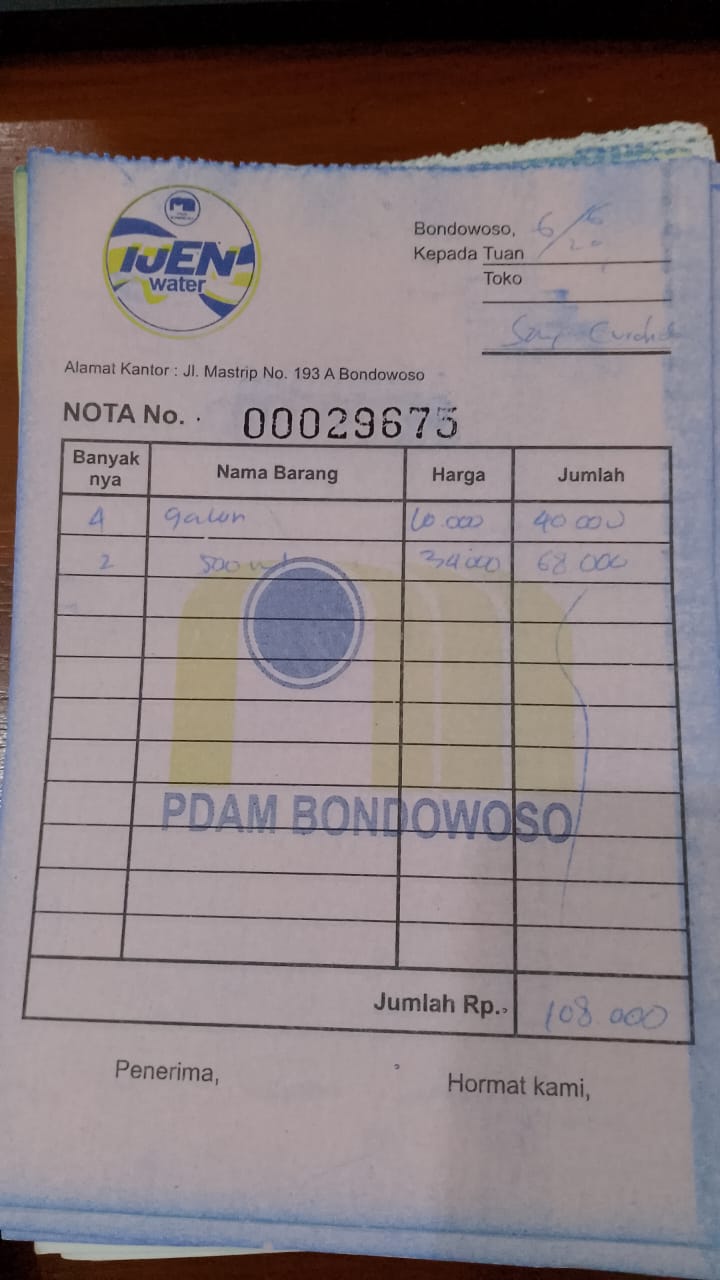 IJEN
water
Bondowoso, 6/6
20
Kepada Tuan
Toko
Alamat Kantor : Jl. Mastrip No. 193 A Bondowoso
NOTA No. 00029675
Banyak nya Nama Barang Harga Jumlah
4 galon 10.000 40 000
2 500 ml 34 000 68 000
PDAM BONDOWOSO
Jumlah Rp. 108 000
Penerima, Hormat kami,